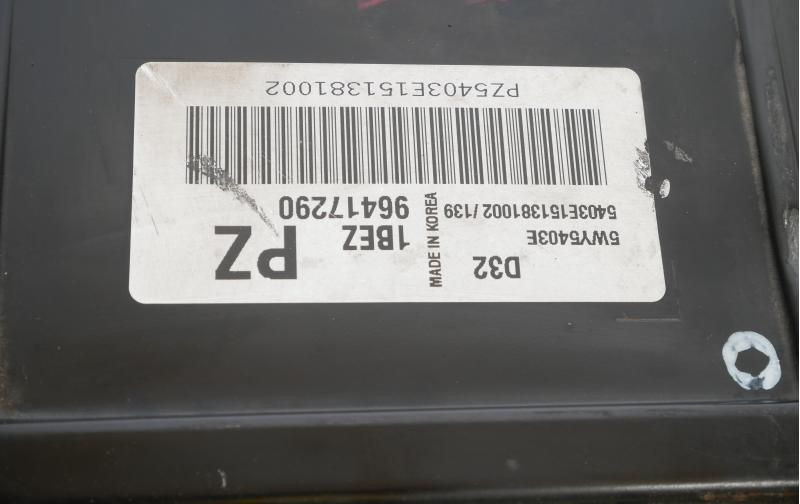 D32
5WY5403E
5403E151381002 /139
MADE IN KOREA
PZ
1BEZ
96417290
PZ5403E151381002